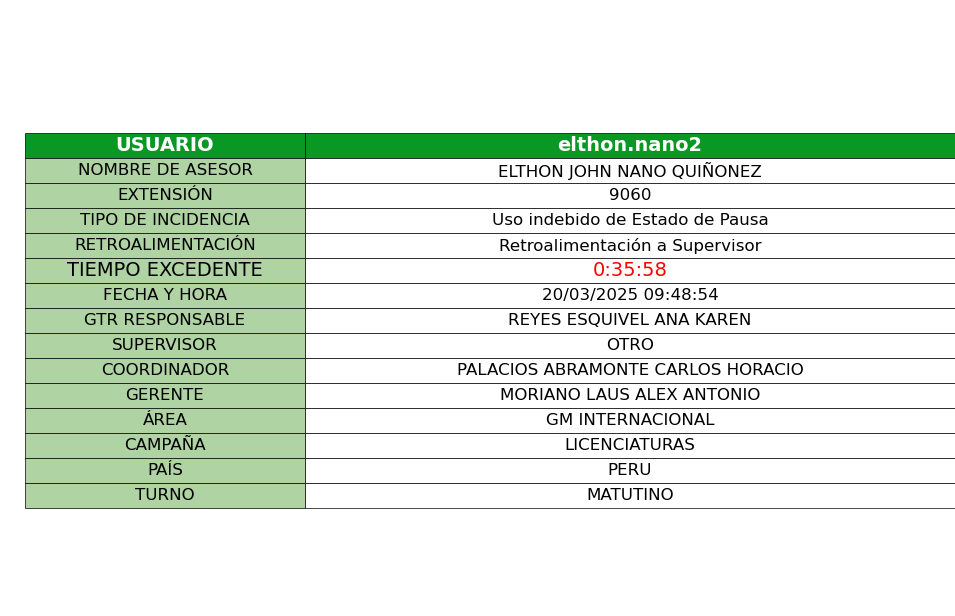 USUARIO elthon.nano2
NOMBRE DE ASESOR ELTHON JOHN NANO QUIÑONEZ
EXTENSIÓN 9060
TIPO DE INCIDENCIA Uso indebido de Estado de Pausa
RETROALIMENTACIÓN Retroalimentación a Supervisor
TIEMPO EXCEDENTE 0:35:58
FECHA Y HORA 20/03/2025 09:48:54
GTR RESPONSABLE REYES ESQUIVEL ANA KAREN
SUPERVISOR OTRO
COORDINADOR PALACIOS ABRAMONTE CARLOS HORACIO
GERENTE MORIANO LAUS ALEX ANTONIO
ÁREA GM INTERNACIONAL
CAMPAÑA LICENCIATURAS
PAÍS PERU
TURNO MATUTINO